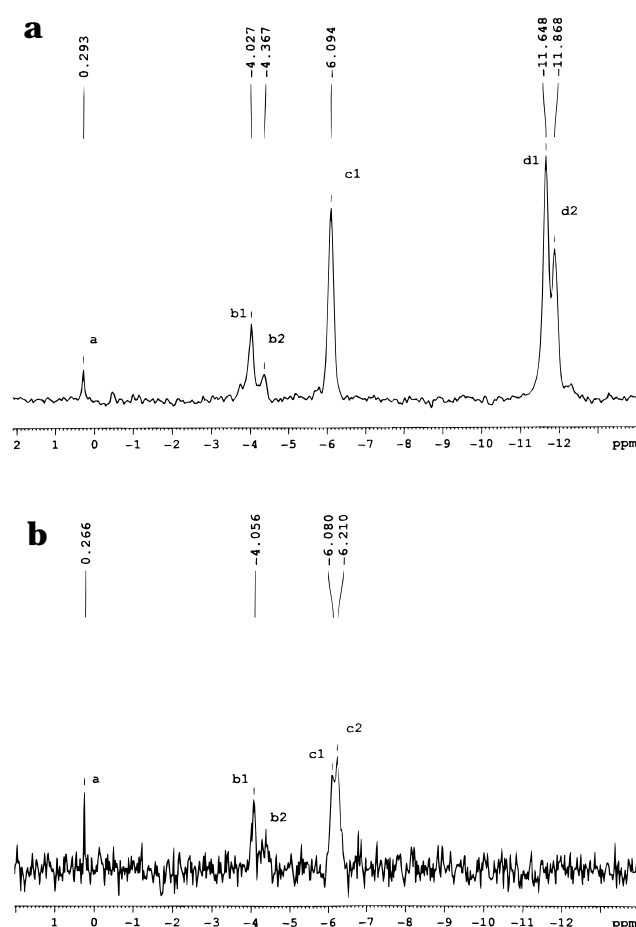 a
0.293
-4.027
-4.367
-6.094
-11.648
-11.868
d1
c1
d2
b1
b2
a
2 1 0 -1 -2 -3 -4 -5 -6 -7 -8 -9 -10 -11 -12 ppm
b
0.266
-4.056
-6.080
-6.210
c2
c1
a
b1
b2
1 0 -1 -2 -3 -4 -5 -6 -7 -8 -9 -10 -11 -12 ppm